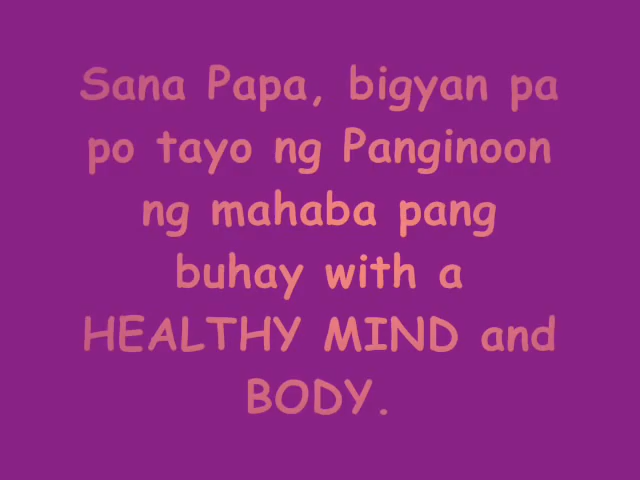 Sana Papa, bigyan pa
po tayo ng Panginoon
ng mahaba pang
buhay with a
HEALTHY MIND and
BODY.